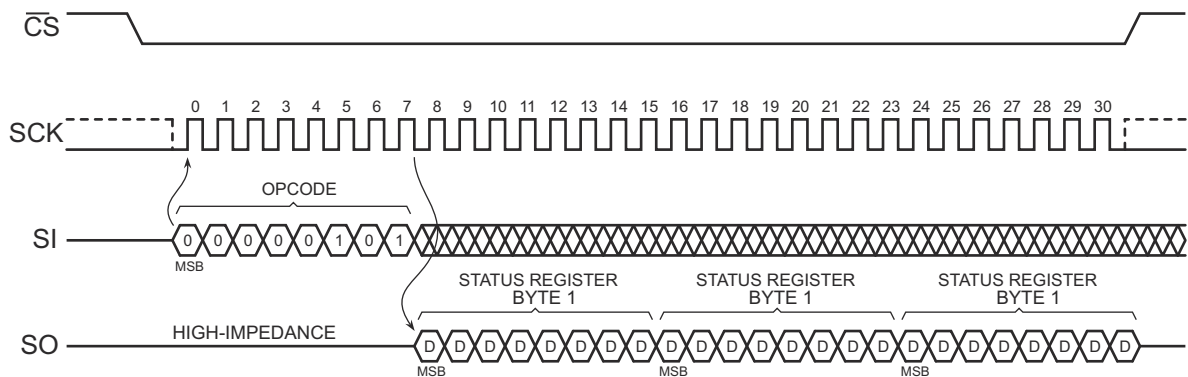 CS
0 1 2 3 4 5 6 7 8 9 10 11 12 13 14 15 16 17 18 19 20 21 22 23 24 25 26 27 28 29 30
SCK
OPCODE
SI 0 0 0 0 0 1 0 1
MSB
STATUS REGISTER STATUS REGISTER STATUS REGISTER
BYTE 1 BYTE 1 BYTE 1
HIGH-IMPEDANCE
SO D D D D D D D D D D D D D D D D D D D D D D D D
MSB MSB MSB